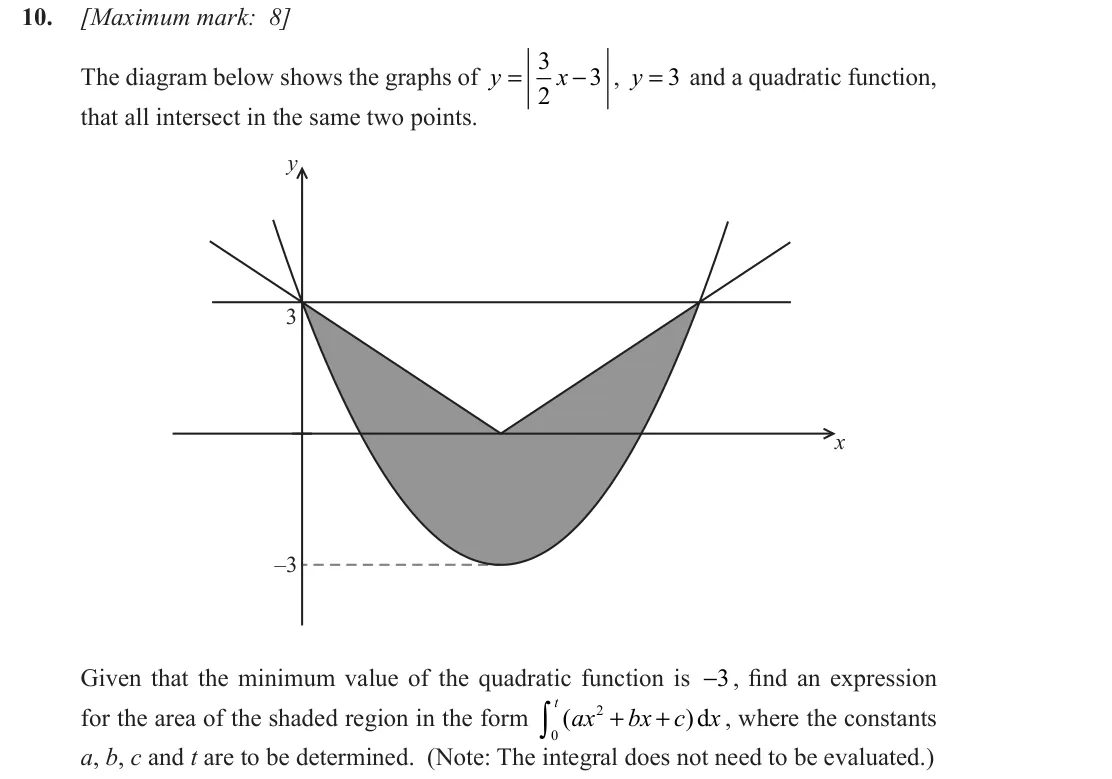 10. [Maximum mark: 8]
The diagram below shows the graphs of y = |3/2 x − 3|, y = 3 and a quadratic function,
that all intersect in the same two points.
y
3
x
−3
Given that the minimum value of the quadratic function is −3, find an expression
for the area of the shaded region in the form ∫₀ᵗ (ax² + bx + c) dx, where the constants
a, b, c and t are to be determined. (Note: The integral does not need to be evaluated.)